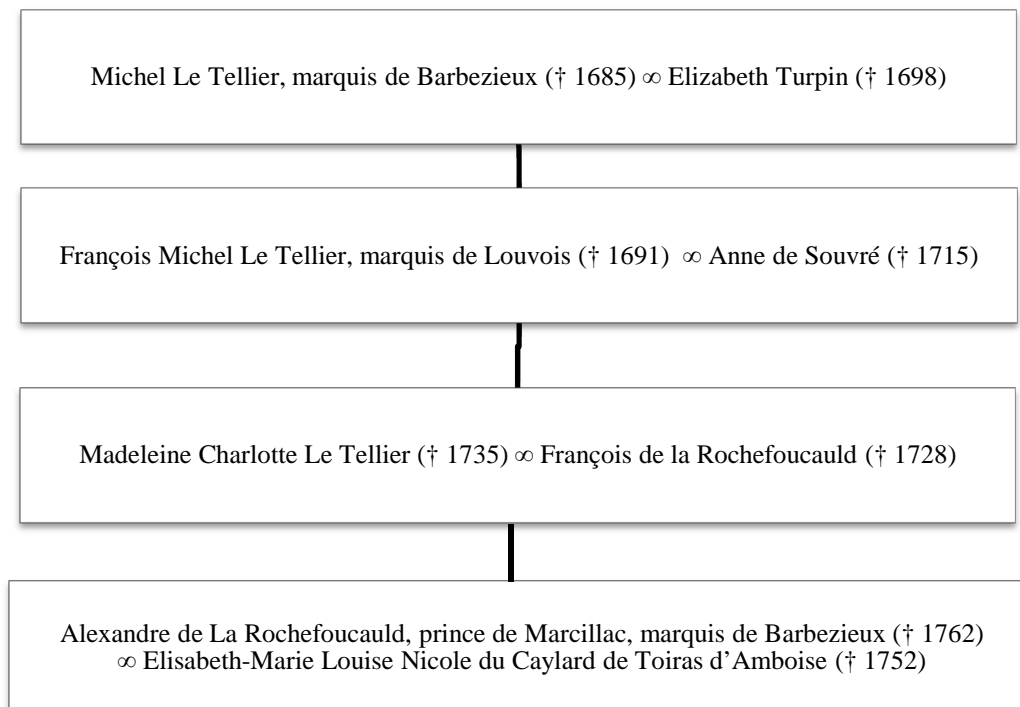 Michel Le Tellier, marquis de Barbezieux († 1685) ∞ Elizabeth Turpin († 1698)
François Michel Le Tellier, marquis de Louvois († 1691) ∞ Anne de Souvré († 1715)
Madeleine Charlotte Le Tellier († 1735) ∞ François de la Rochefoucauld († 1728)
Alexandre de La Rochefoucauld, prince de Marcillac, marquis de Barbezieux († 1762)
∞ Elisabeth-Marie Louise Nicole du Caylard de Toiras d’Amboise († 1752)